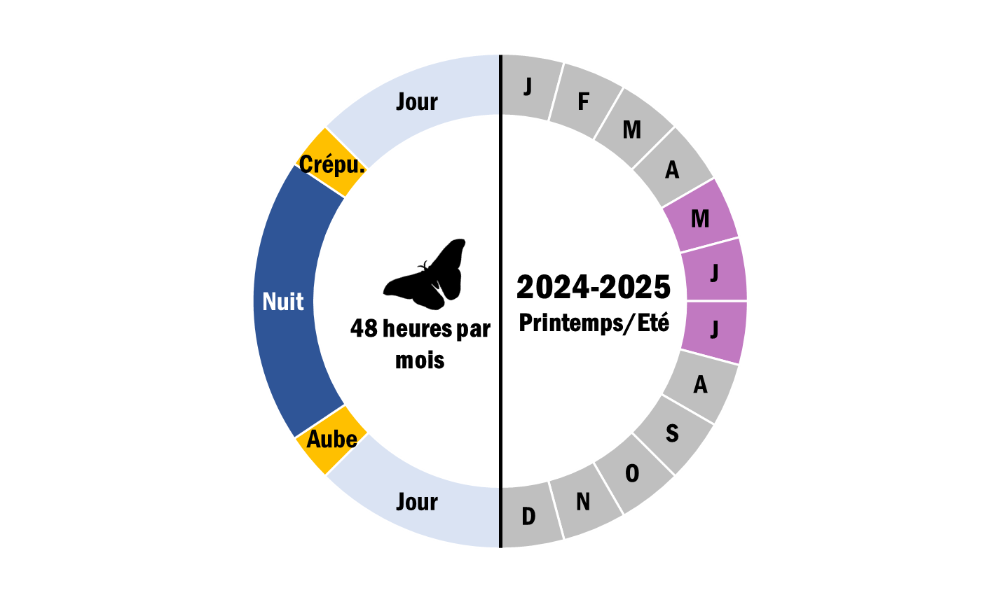 Jour
Crépu.
Nuit
Aube
Jour
48 heures par
mois
2024-2025
Printemps/Eté
J
F
M
A
M
J
J
A
S
O
N
D